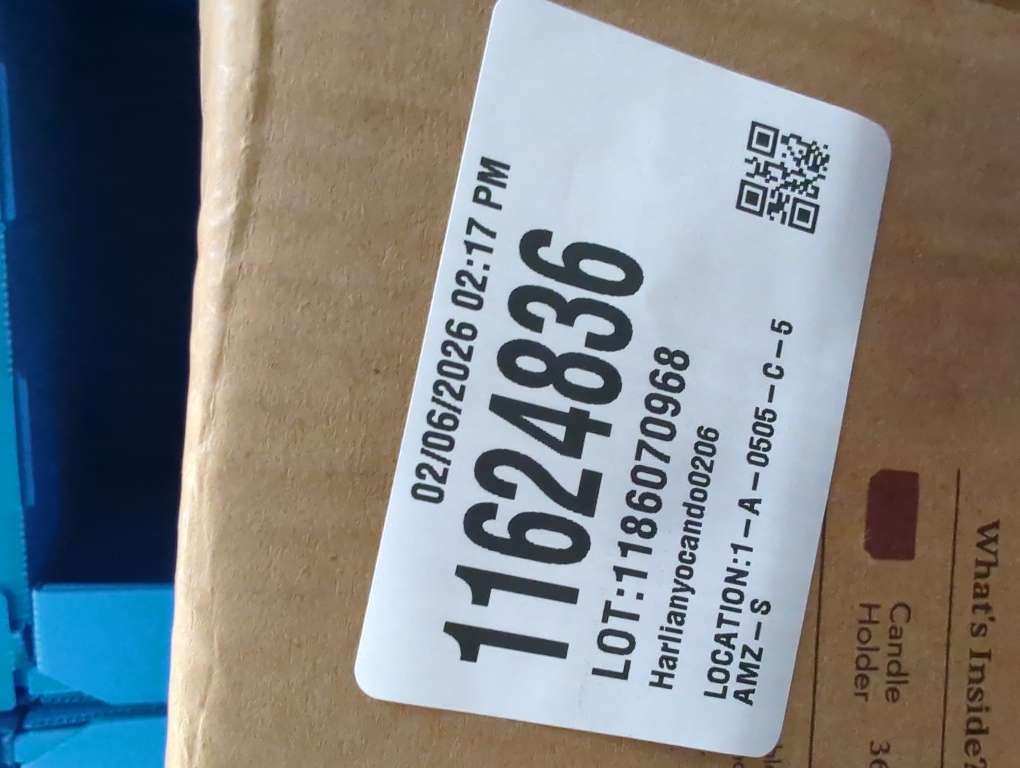 02/06/2026 02:17 PM
11624836
LOT:1186070968
Harlianyocando0206
LOCATION:1-A-0505-C-5
AMZ-S
Candle
Holder
36
What's Inside?